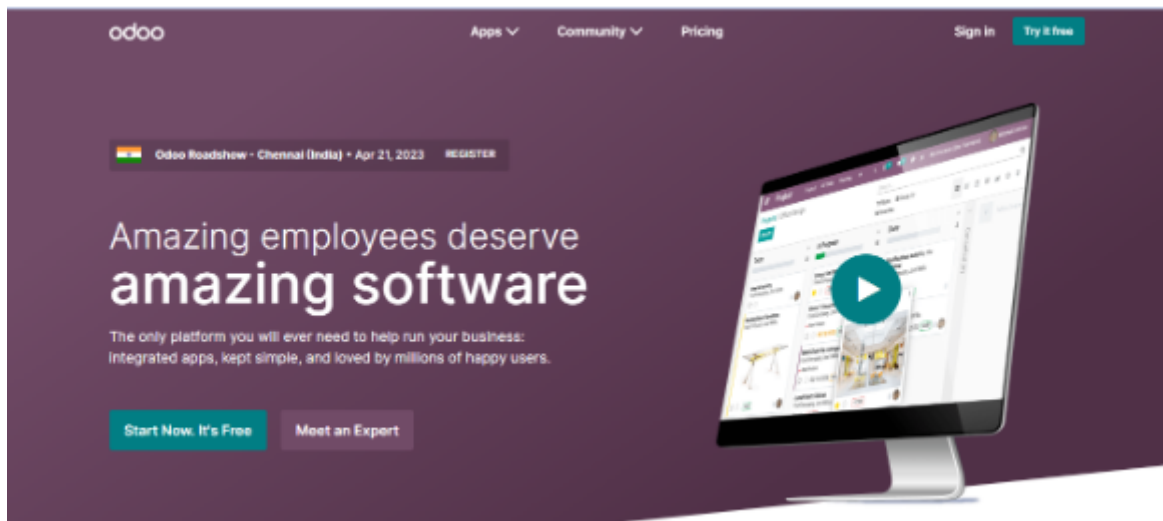 odoo
Apps
Community
Pricing
Sign in
Try it free
Odoo Roadshow - Chennai (India) • Apr 21, 2023 REGISTER
Amazing employees deserve
amazing software
The only platform you will ever need to help run your business:
integrated apps, kept simple, and loved by millions of happy users.
Start Now. It's Free
Meet an Expert